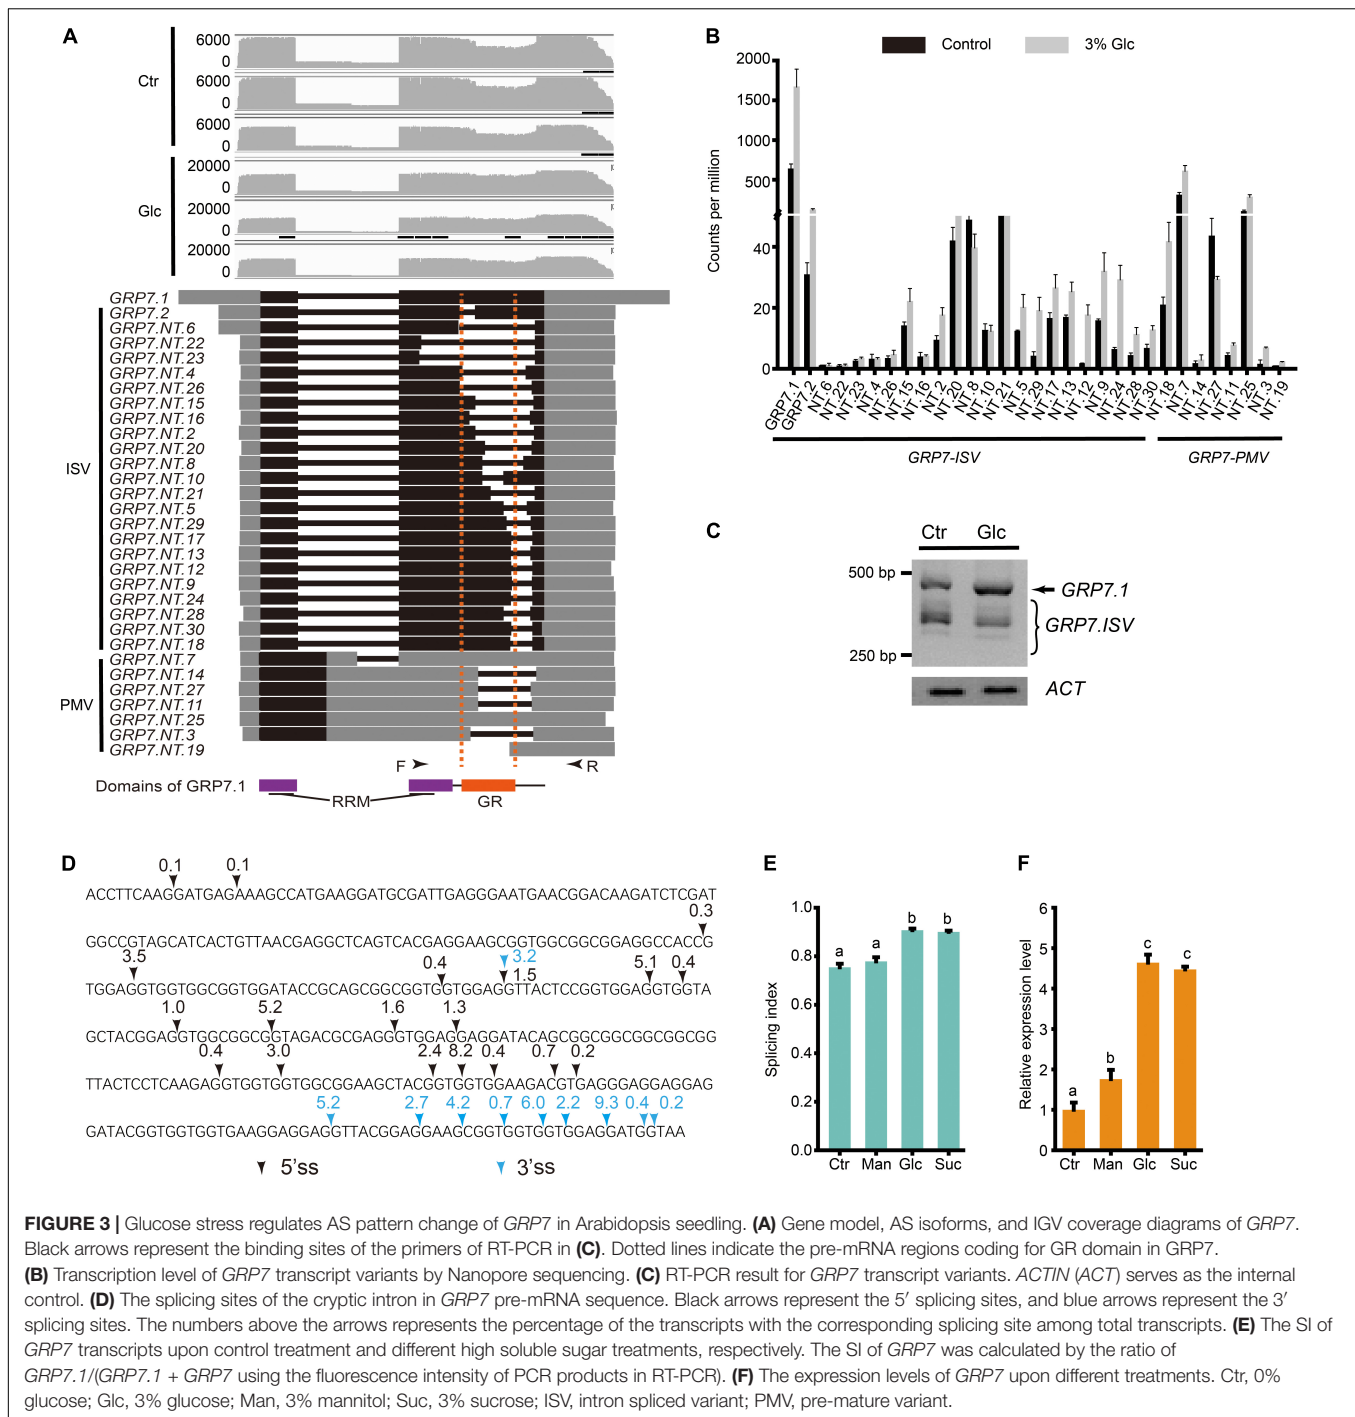 A
Ctr
6000
0
6000
0
6000
0
Glc
20000
0
20000
0
20000
0
GRP7.1
GRP7.2
GRP7.NT.6
GRP7.NT.22
GRP7.NT.23
GRP7.NT.4
GRP7.NT.26
GRP7.NT.15
GRP7.NT.16
GRP7.NT.2
GRP7.NT.20
GRP7.NT.8
GRP7.NT.10
GRP7.NT.21
GRP7.NT.5
GRP7.NT.29
GRP7.NT.17
GRP7.NT.13
GRP7.NT.12
GRP7.NT.9
GRP7.NT.24
GRP7.NT.28
GRP7.NT.30
GRP7.NT.18
GRP7.NT.7
GRP7.NT.14
GRP7.NT.27
GRP7.NT.11
GRP7.NT.25
GRP7.NT.3
GRP7.NT.19
ISV
PMV
F
R
Domains of GRP7.1
RRM
GR
B
Control
3% Glc
Counts per million
2000
1500
1000
500
40
20
0
GRP7.1
GRP7.2
NT.6
NT.22
NT.23
NT.4
NT.26
NT.15
NT.16
NT.2
NT.20
NT.8
NT.10
NT.21
NT.5
NT.29
NT.17
NT.13
NT.12
NT.9
NT.24
NT.28
NT.30
NT.18
NT.7
NT.14
NT.27
NT.11
NT.25
NT.3
NT.19
GRP7-ISV
GRP7-PMV
C
Ctr Glc
500 bp
250 bp
GRP7.1
GRP7.ISV
ACT
D
0.1 0.1
ACCTTCAAGGATGAGAAAGCCATGAAGGATGCGATTGAGGGAATGAACGGACAAGATCTCGAT
0.3
GGCCGTAGCATCACTGTTAACGAGGCTCAGTCACGAGGAAGCGGTGGCGGCGGAGGCCACCG
3.5 0.4 3.2 1.5 5.1 0.4
TGGAGGTGGTGGCGGTGGATACCGCAGCGGCGGTGGTGGAGGTTACTCCGGTGGAGGTGGTA
1.0 5.2 1.6 1.3
GCTACGGAGGTGGCGGCGGTAGACGCGAGGGTGGAGGAGGATACAGCGGCGGCGGCGGCGG
0.4 3.0 2.4 8.2 0.4 0.7 0.2
TTACTCCTCAAGAGGTGGTGGTGGCGGAAGCTACGGTGGTGGAAGACGTGAGGGAGGAGGAG
5.2 2.7 4.2 0.7 6.0 2.2 9.3 0.4 0.2
GATACGGTGGTGGTGAAGGAGGAGGTTACGGAGGAAGCGGTGGTGGTGGAGGATGGTAA
5'ss 3'ss
E
Splicing index
1.0
0.8
0.6
0.4
0.2
0.0
a a b b
Ctr Man Glc Suc
F
Relative expression level
6
5
4
2
1
0
a b c c
Ctr Man Glc Suc
FIGURE 3 | Glucose stress regulates AS pattern change of GRP7 in Arabidopsis seedling. (A) Gene model, AS isoforms, and IGV coverage diagrams of GRP7.
Black arrows represent the binding sites of the primers of RT-PCR in (C). Dotted lines indicate the pre-mRNA regions coding for GR domain in GRP7.
(B) Transcription level of GRP7 transcript variants by Nanopore sequencing. (C) RT-PCR result for GRP7 transcript variants. ACTIN (ACT) serves as the internal
control. (D) The splicing sites of the cryptic intron in GRP7 pre-mRNA sequence. Black arrows represent the 5′ splicing sites, and blue arrows represent the 3′
splicing sites. The numbers above the arrows represents the percentage of the transcripts with the corresponding splicing site among total transcripts. (E) The SI of
GRP7 transcripts upon control treatment and different high soluble sugar treatments, respectively. The SI of GRP7 was calculated by the ratio of
GRP7.1/(GRP7.1 + GRP7 using the fluorescence intensity of PCR products in RT-PCR). (F) The expression levels of GRP7 upon different treatments. Ctr, 0%
glucose; Glc, 3% glucose; Man, 3% mannitol; Suc, 3% sucrose; ISV, intron spliced variant; PMV, pre-mature variant.